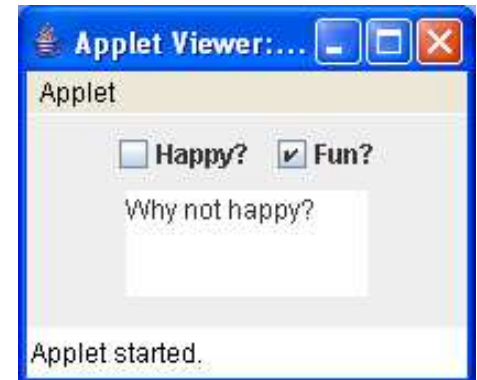 Applet Viewer:...
Applet
Happy? Fun?
Why not happy?
Applet started.